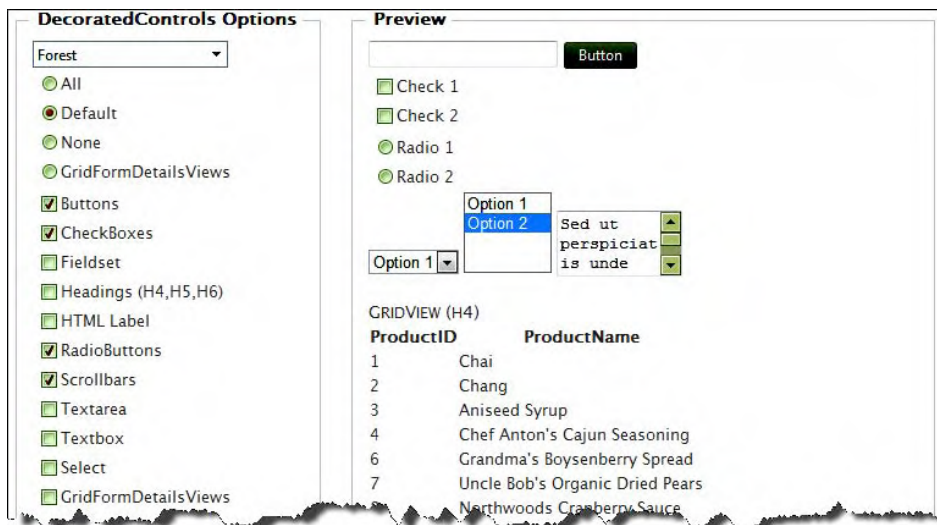 DecoratedControls Options
Forest
All
Default
None
GridFormDetailsViews
Buttons
CheckBoxes
Fieldset
Headings (H4,H5,H6)
HTML Label
RadioButtons
Scrollbars
Textarea
Textbox
Select
GridFormDetailsViews
Preview
Button
Check 1
Check 2
Radio 1
Radio 2
Option 1
Option 1
Option 2
Sed ut
perspiciat
is unde
GRIDVIEW (H4)
ProductID ProductName
1 Chai
2 Chang
3 Aniseed Syrup
4 Chef Anton's Cajun Seasoning
6 Grandma's Boysenberry Spread
7 Uncle Bob's Organic Dried Pears
Northwoods Cranberry Sauce